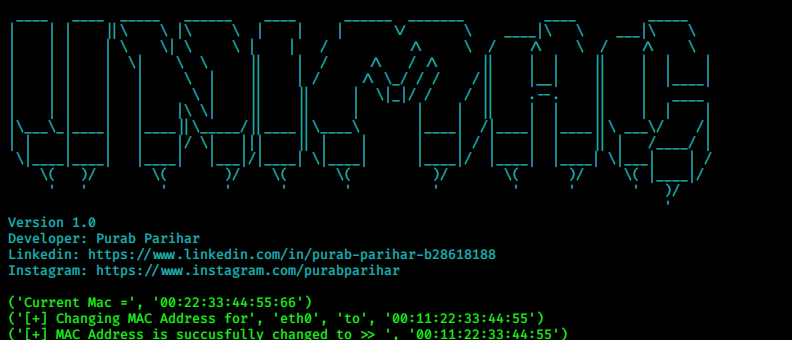 UNIMAC
Version 1.0
Developer: Purab Parihar
Linkedin: https://www.linkedin.com/in/purab-parihar-b28618188
Instagram: https://www.instagram.com/purabparihar
('Current Mac =', '00:22:33:44:55:66')
('[+] Changing MAC Address for', 'eth0', 'to', '00:11:22:33:44:55')
('[+] MAC Address is succusfully changed to >> ', '00:11:22:33:44:55')